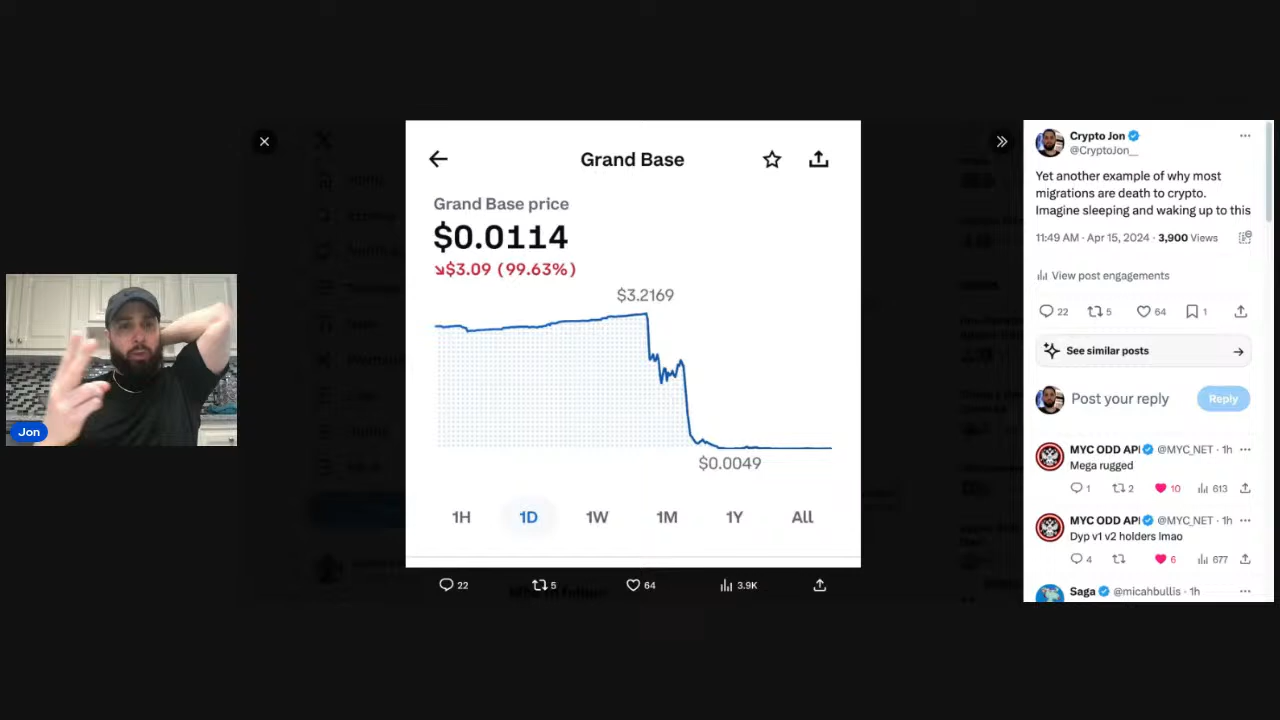 Grand Base
Grand Base price
$0.0114
↘$3.09 (99.63%)
$3.2169
$0.0049
1H 1D 1W 1M 1Y All
22 5 64 3.9K
Jon
Crypto Jon
@CryptoJon__
Yet another example of why most
migrations are death to crypto.
Imagine sleeping and waking up to this
11:49 AM · Apr 15, 2024 · 3,900 Views
View post engagements
22 5 64 1
See similar posts
Post your reply Reply
MYC ODD API @MYC_NET · 1h
Mega rugged
1 2 10 613
MYC ODD API @MYC_NET · 1h
Dyp v1 v2 holders lmao
4 6 677
Saga @micahbullis · 1h